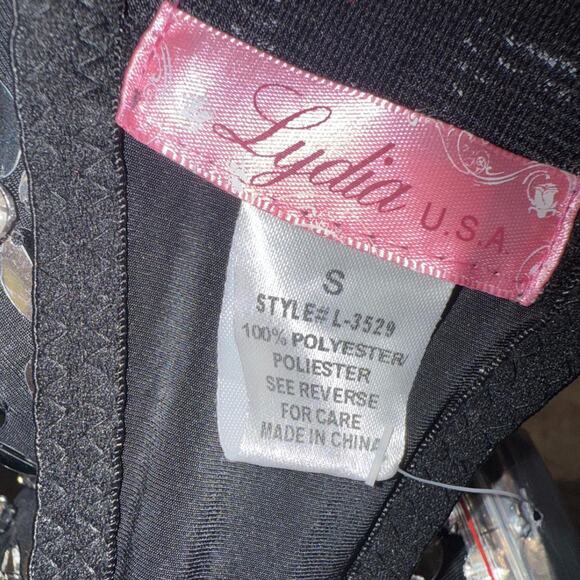 Lydia U.S.A.
S
STYLE# L-3529
100% POLYESTER/
POLIESTER
SEE REVERSE
FOR CARE
MADE IN CHINA